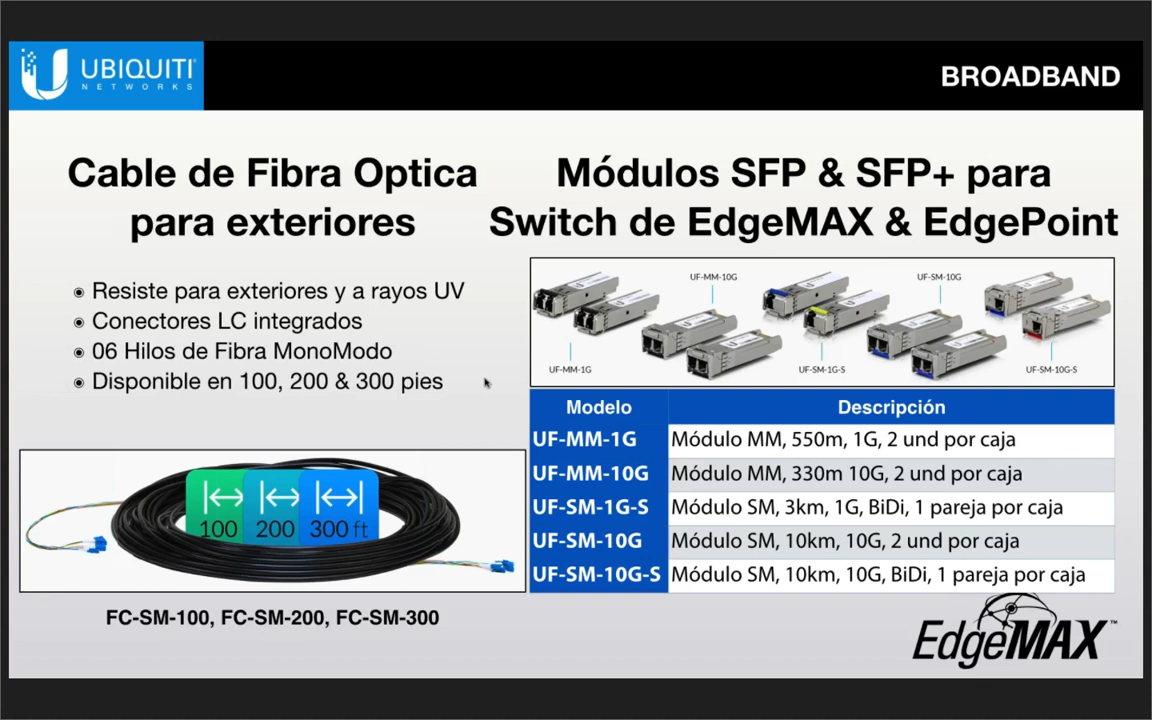 UBIQUITI
NETWORKS
BROADBAND
Cable de Fibra Optica
para exteriores
Resiste para exteriores y a rayos UV
Conectores LC integrados
06 Hilos de Fibra MonoModo
Disponible en 100, 200 & 300 pies
100 200 300 ft
FC-SM-100, FC-SM-200, FC-SM-300
Módulos SFP & SFP+ para
Switch de EdgeMAX & EdgePoint
UF-MM-10G UF-SM-10G
UF-MM-1G UF-SM-1G-S UF-SM-10G-S
Modelo Descripción
UF-MM-1G Módulo MM, 550m, 1G, 2 und por caja
UF-MM-10G Módulo MM, 330m 10G, 2 und por caja
UF-SM-1G-S Módulo SM, 3km, 1G, BiDi, 1 pareja por caja
UF-SM-10G Módulo SM, 10km, 10G, 2 und por caja
UF-SM-10G-S Módulo SM, 10km, 10G, BiDi, 1 pareja por caja
EdgeMAX™